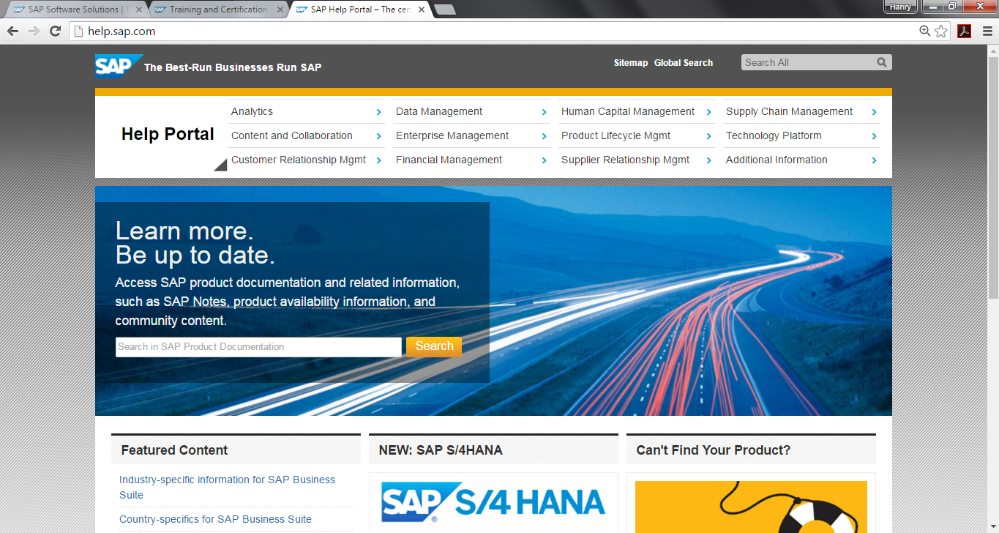 SAP Software Solutions | T
Training and Certification
SAP Help Portal – The cen
Hanry
help.sap.com
SAP The Best-Run Businesses Run SAP
Sitemap Global Search
Search All
Help Portal
Analytics
Data Management
Human Capital Management
Supply Chain Management
Content and Collaboration
Enterprise Management
Product Lifecycle Mgmt
Technology Platform
Customer Relationship Mgmt
Financial Management
Supplier Relationship Mgmt
Additional Information
Learn more.
Be up to date.
Access SAP product documentation and related information,
such as SAP Notes, product availability information, and
community content.
Search in SAP Product Documentation
Search
Featured Content
Industry-specific information for SAP Business
Suite
Country-specifics for SAP Business Suite
NEW: SAP S/4HANA
SAP® S/4 HANA
Can't Find Your Product?